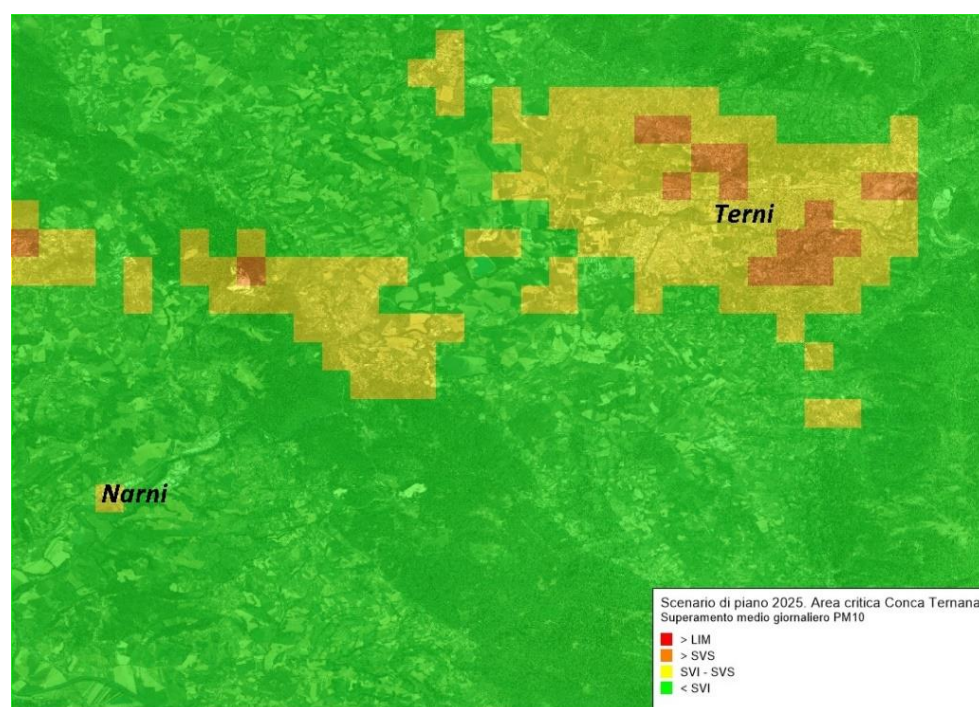 Terni
Narni
Scenario di piano 2025. Area critica Conca Ternana
Superamento medio giornaliero PM10
> LIM
> SVS
SVI - SVS
< SVI